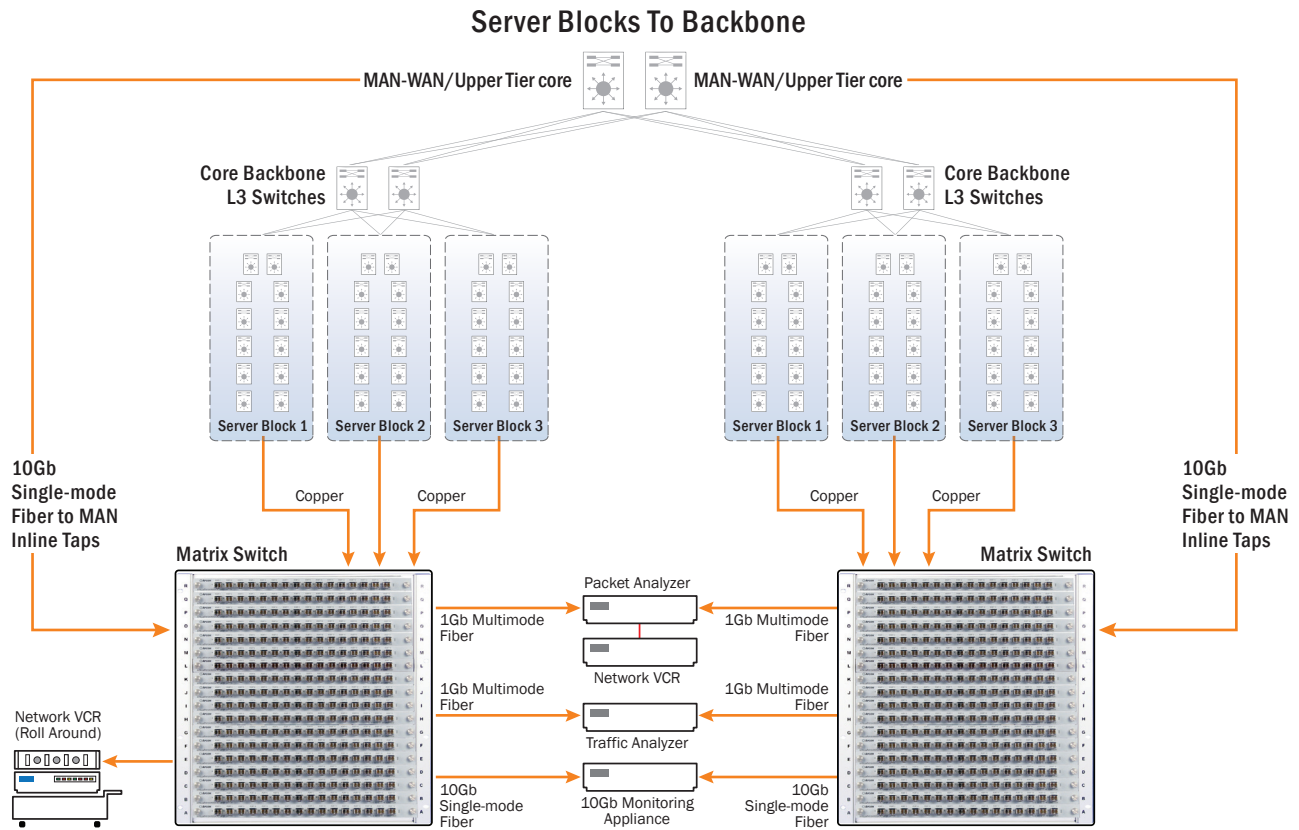 Server Blocks To Backbone
MAN-WAN/Upper Tier core
MAN-WAN/Upper Tier core
Core Backbone
L3 Switches
Core Backbone
L3 Switches
Server Block 1
Server Block 2
Server Block 3
Server Block 1
Server Block 2
Server Block 3
10Gb
Single-mode
Fiber to MAN
Inline Taps
Copper
Copper
Copper
Copper
10Gb
Single-mode
Fiber to MAN
Inline Taps
Matrix Switch
Matrix Switch
Packet Analyzer
1Gb Multimode
Fiber
1Gb Multimode
Fiber
Network VCR
1Gb Multimode
Fiber
1Gb Multimode
Fiber
Traffic Analyzer
Network VCR
(Roll Around)
10Gb
Single-mode
Fiber
10Gb Monitoring
Appliance
10Gb
Single-mode
Fiber